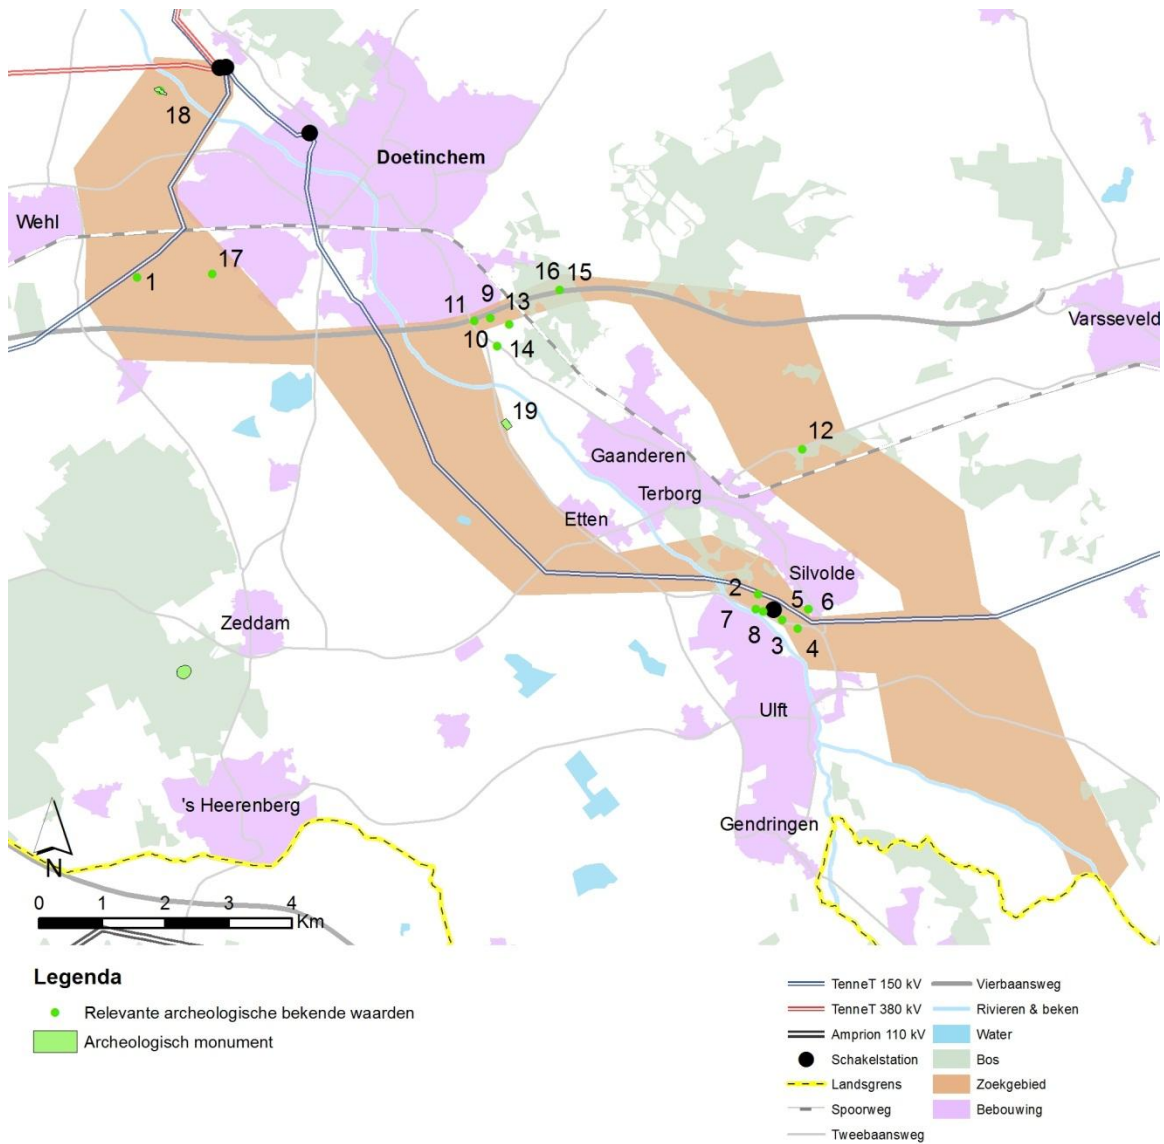 18
Doetinchem
Wehl
1
17
16
15
11
9
13
10
14
Varsseveld
19
12
Gaanderen
Terborg
Etten
Silvolde
2
5
6
7
8
3
4
Zeddam
Ulft
's Heerenberg
Gendringen
N
0 1 2 3 4
Km
Legenda
Relevante archeologische bekende waarden
Archeologisch monument
TenneT 150 kV
TenneT 380 kV
Amprion 110 kV
Schakelstation
Landsgrens
Spoorweg
Tweebaansweg
Vierbaansweg
Rivieren & beken
Water
Bos
Zoekgebied
Bebouwing